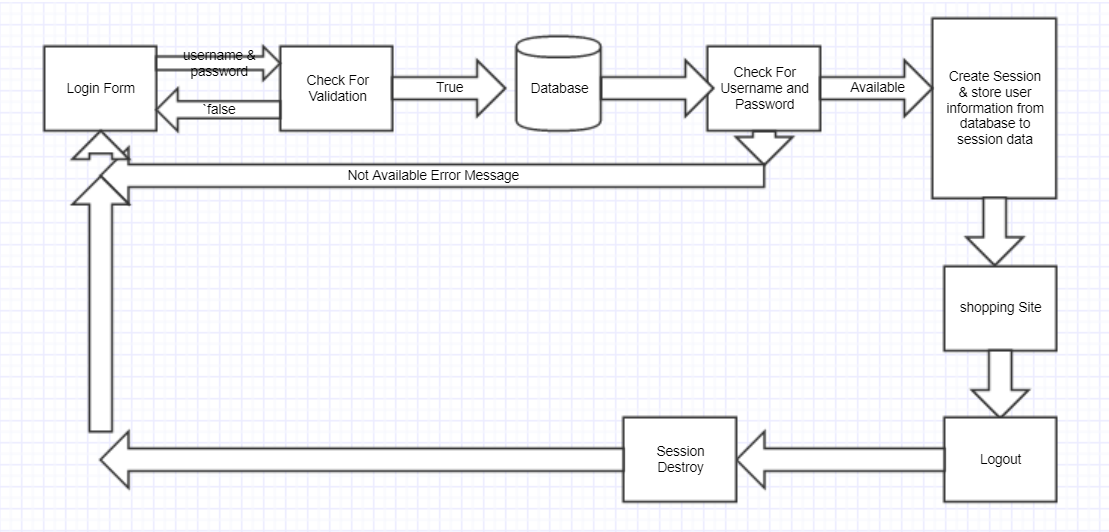 Login Form
username &
password
`false
Check For
Validation
True
Database
Check For
Username and
Password
Available
Create Session
& store user
information from
database to
session data
Not Available Error Message
shopping Site
Session
Destroy
Logout